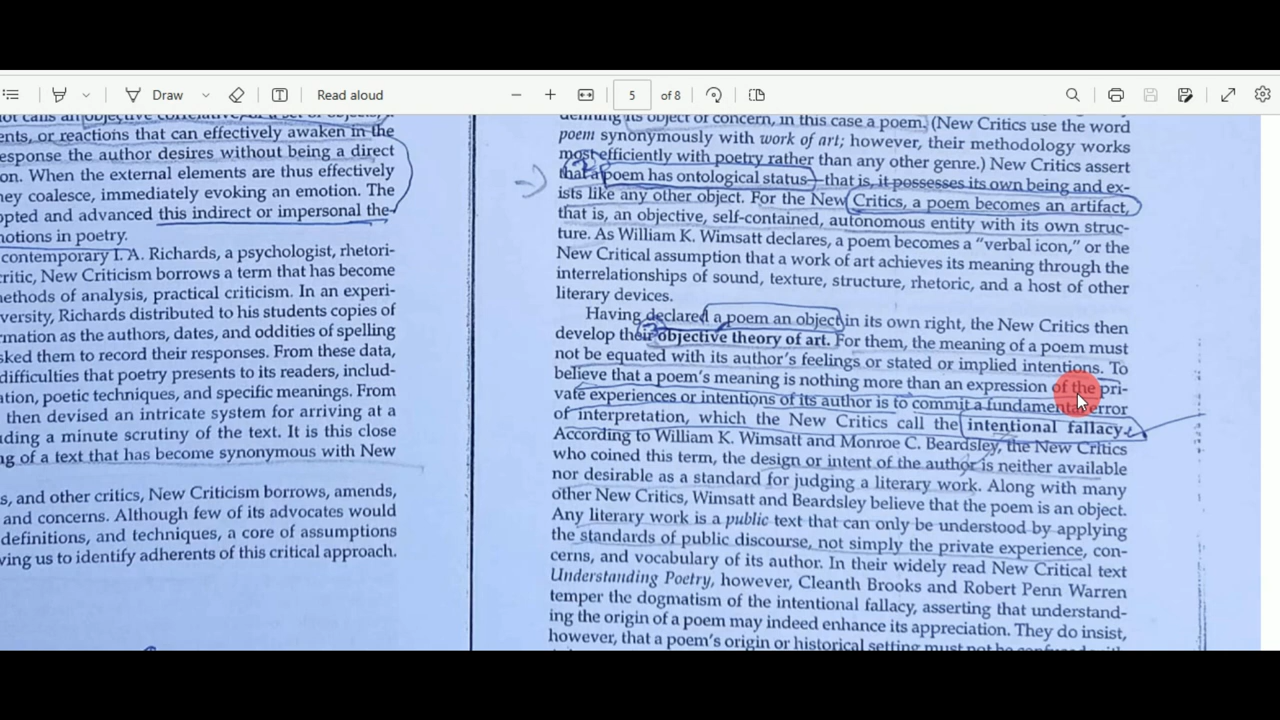 Draw
Read aloud
5
of 8
not calls an objective correlative, or a set of objects,
ents, or reactions that can effectively awaken in the
esponse the author desires without being a direct
on. When the external elements are thus effectively
ney coalesce, immediately evoking an emotion. The
opted and advanced this indirect or impersonal the-
notions in poetry.
contemporary I. A. Richards, a psychologist, rhetori-
critic, New Criticism borrows a term that has become
nethods of analysis, practical criticism. In an experi-
versity, Richards distributed to his students copies of
rmation as the authors, dates, and oddities of spelling
sked them to record their responses. From these data,
difficulties that poetry presents to its readers, includ-
ation, poetic techniques, and specific meanings. From
then devised an intricate system for arriving at a
uding a minute scrutiny of the text. It is this close
ng of a text that has become synonymous with New
s, and other critics, New Criticism borrows, amends,
and concerns. Although few of its advocates would
definitions, and techniques, a core of assumptions
ving us to identify adherents of this critical approach.
defining its object of concern, in this case a poem. (New Critics use the word
poem synonymously with work of art; however, their methodology works
most efficiently with poetry rather than any other genre.) New Critics assert
that a poem has ontological status—that is, it possesses its own being and ex-
ists like any other object. For the New Critics, a poem becomes an artifact,
that is, an objective, self-contained, autonomous entity with its own struc-
ture. As William K. Wimsatt declares, a poem becomes a "verbal icon," or the
New Critical assumption that a work of art achieves its meaning through the
interrelationships of sound, texture, structure, rhetoric, and a host of other
literary devices.
Having declared a poem an object in its own right, the New Critics then
develop their objective theory of art. For them, the meaning of a poem must
not be equated with its author's feelings or stated or implied intentions. To
believe that a poem's meaning is nothing more than an expression of the pri-
vate experiences or intentions of its author is to commit a fundamental error
of interpretation, which the New Critics call the intentional fallacy.
According to William K. Wimsatt and Monroe C. Beardsley, the New Critics
who coined this term, the design or intent of the author is neither available
nor desirable as a standard for judging a literary work. Along with many
other New Critics, Wimsatt and Beardsley believe that the poem is an object.
Any literary work is a public text that can only be understood by applying
the standards of public discourse, not simply the private experience, con-
cerns, and vocabulary of its author. In their widely read New Critical text
Understanding Poetry, however, Cleanth Brooks and Robert Penn Warren
temper the dogmatism of the intentional fallacy, asserting that understand-
ing the origin of a poem may indeed enhance its appreciation. They do insist,
however, that a poem's origin or historical setting must not be confused with